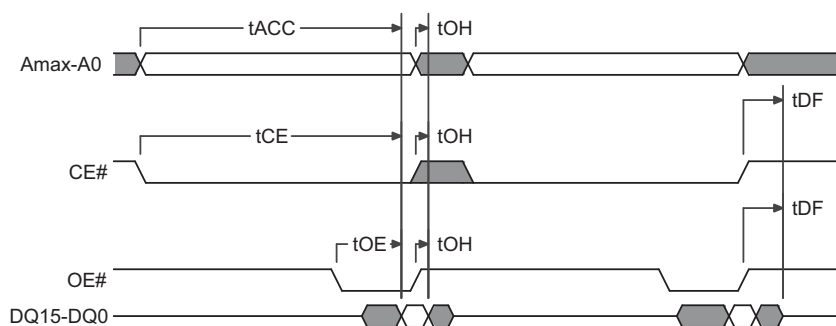 tACC tOH
Amax-A0
tDF
tCE tOH
CE#
tDF
tOE tOH
OE#
DQ15-DQ0